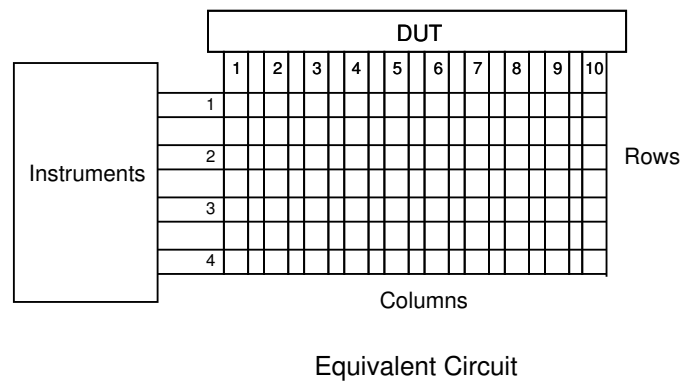 DUT
1 2 3 4 5 6 7 8 9 10
1
2
3
4
Instruments
Rows
Columns
Equivalent Circuit